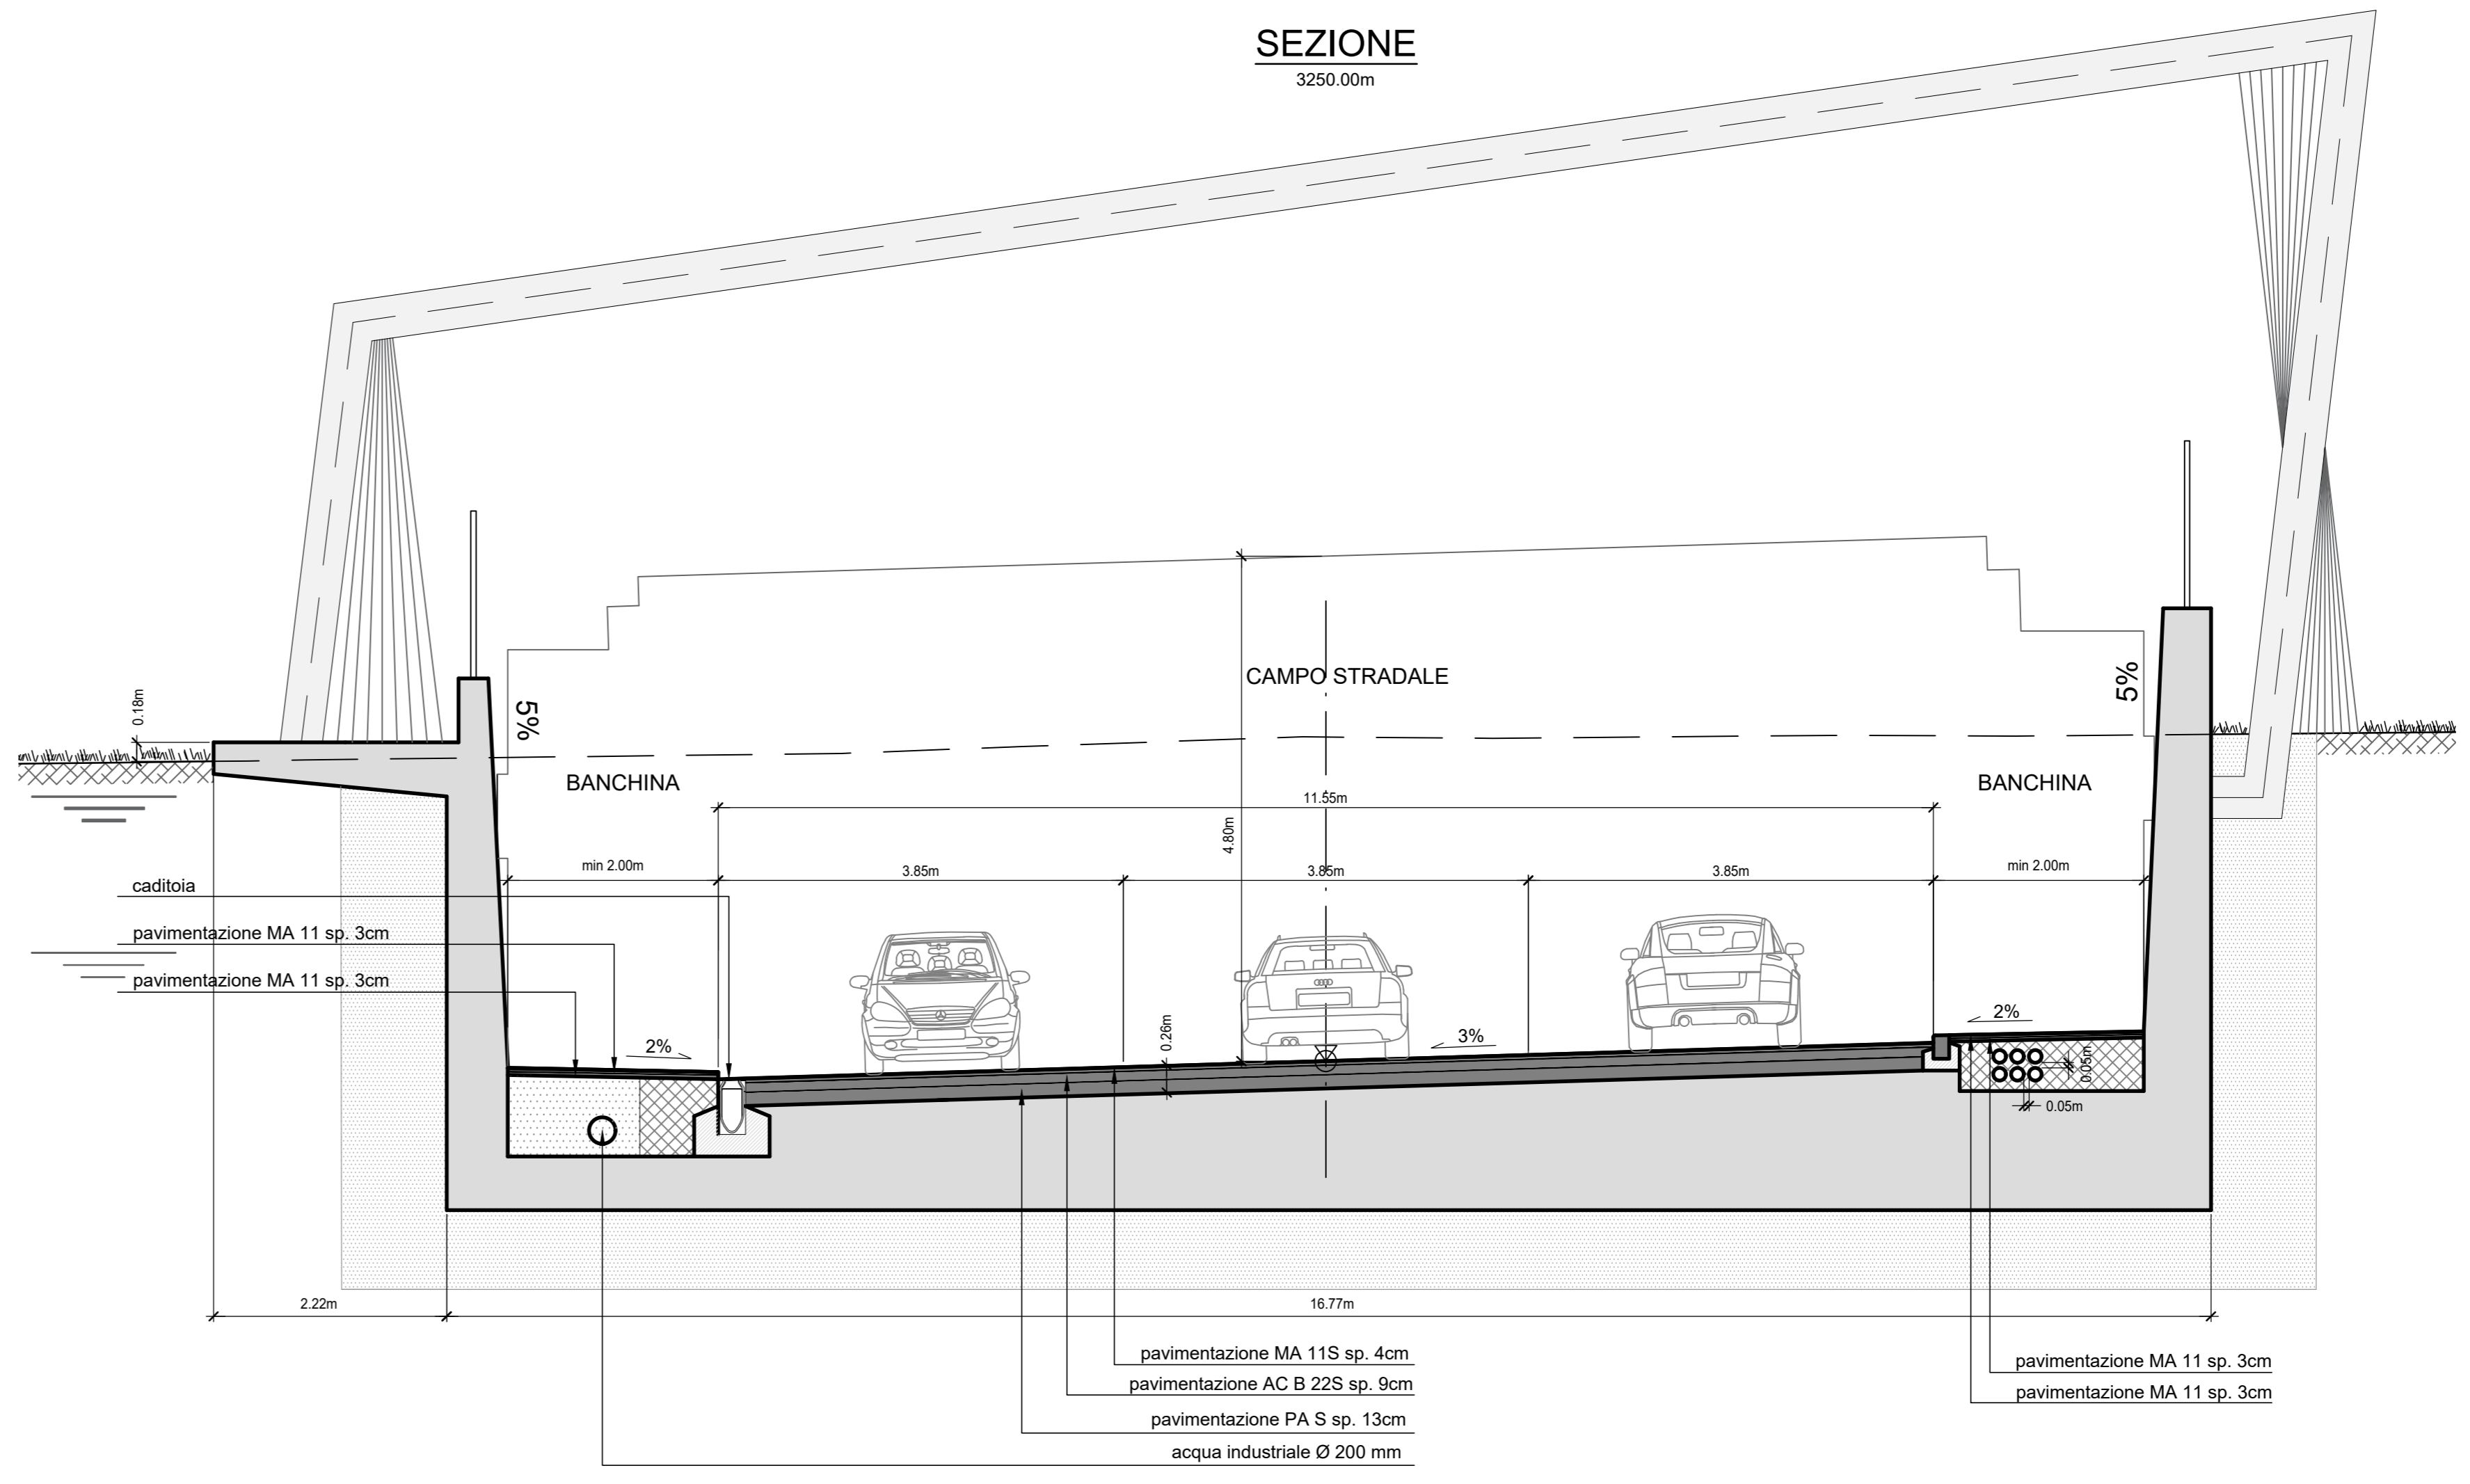 SEZIONE
3250.00m
0.18m
5%
CAMPO STRADALE
5%
BANCHINA
BANCHINA
11.55m
4.80m
min 2.00m
3.85m
3.85m
3.85m
min 2.00m
caditoia
pavimentazione MA 11 sp. 3cm
pavimentazione MA 11 sp. 3cm
2%
0.26m
3%
2%
0.05m
0.05m
2.22m
16.77m
pavimentazione MA 11S sp. 4cm
pavimentazione AC B 22S sp. 9cm
pavimentazione PA S sp. 13cm
acqua industriale Ø 200 mm
pavimentazione MA 11 sp. 3cm
pavimentazione MA 11 sp. 3cm